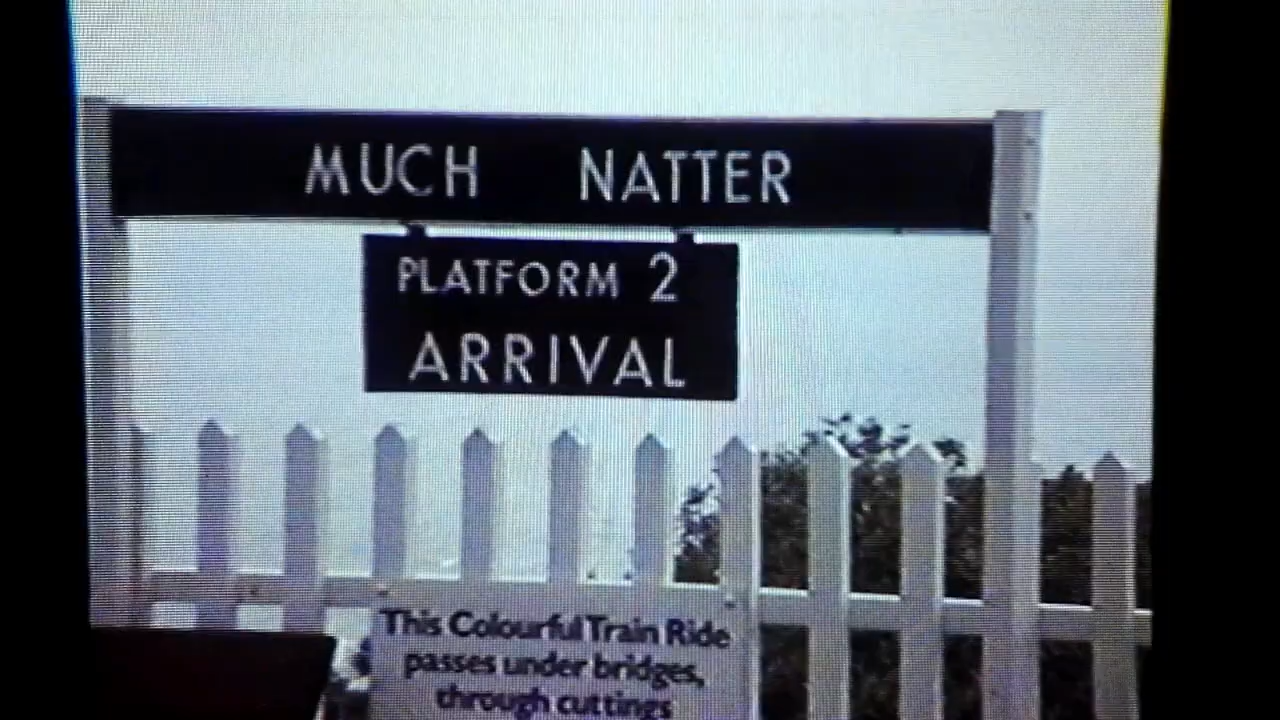 MUCH NATTER
PLATFORM 2
ARRIVAL
This Colourful Train Ride
passes under bridges,
through cuttings